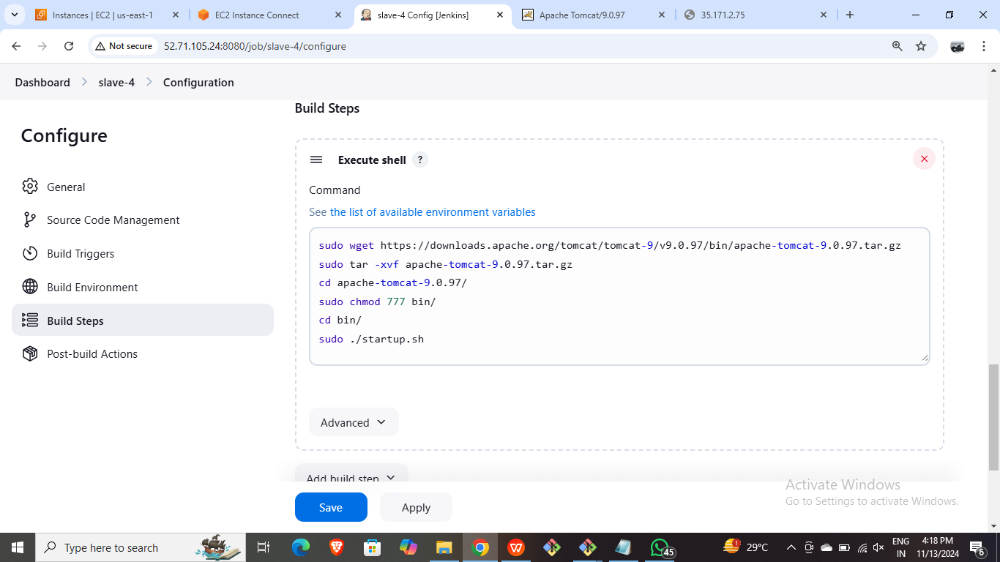 Instances | EC2 | us-east-1
EC2 Instance Connect
slave-4 Config [Jenkins]
Apache Tomcat/9.0.97
35.171.2.75
Not secure
52.71.105.24:8080/job/slave-4/configure
Dashboard
slave-4
Configuration
Configure
General
Source Code Management
Build Triggers
Build Environment
Build Steps
Post-build Actions
Build Steps
Execute shell ?
Command
See the list of available environment variables
sudo wget https://downloads.apache.org/tomcat/tomcat-9/v9.0.97/bin/apache-tomcat-9.0.97.tar.gz
sudo tar -xvf apache-tomcat-9.0.97.tar.gz
cd apache-tomcat-9.0.97/
sudo chmod 777 bin/
cd bin/
sudo ./startup.sh
Advanced
Add build step
Save
Apply
Activate Windows
Go to Settings to activate Windows.
Type here to search
45
1
29°C
ENG
IN
4:18 PM
11/13/2024
6